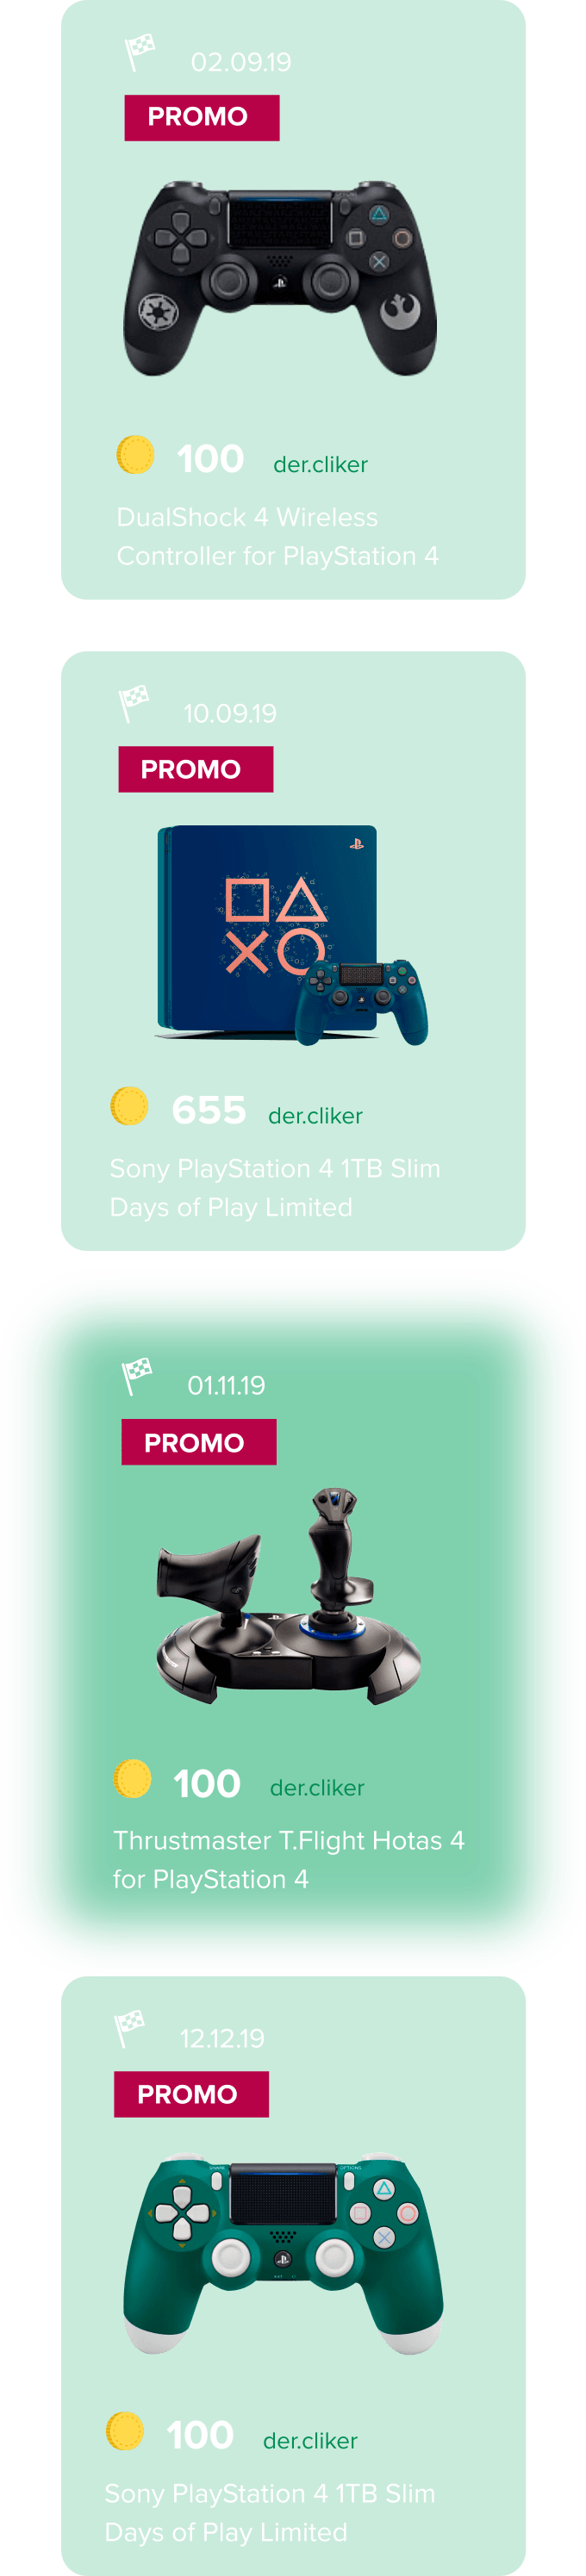 02.09.19
PROMO
100 der.cliker
DualShock 4 Wireless
Controller for PlayStation 4
10.09.19
PROMO
655 der.cliker
Sony PlayStation 4 1TB Slim
Days of Play Limited
01.11.19
PROMO
100 der.cliker
Thrustmaster T.Flight Hotas 4
for PlayStation 4
12.12.19
PROMO
SHARE OPTIONS
100 der.cliker
Sony PlayStation 4 1TB Slim
Days of Play Limited